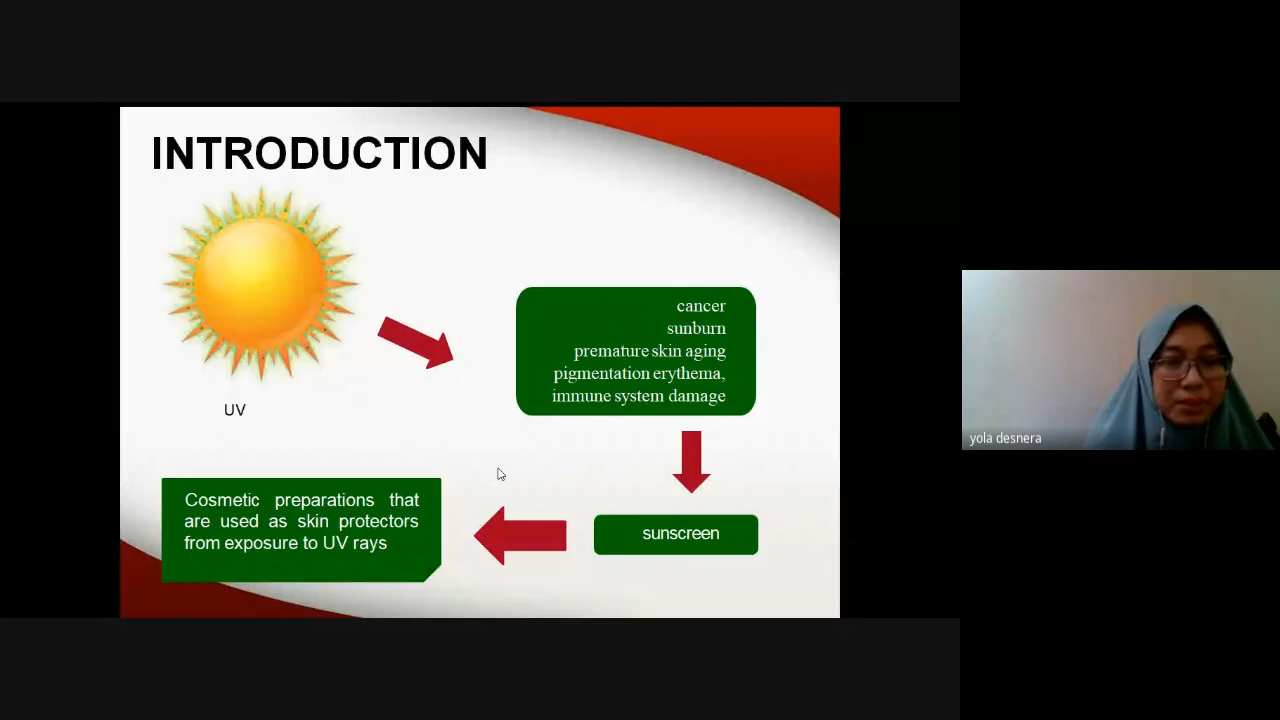 INTRODUCTION
UV
cancer
sunburn
premature skin aging
pigmentation erythema,
immune system damage
sunscreen
Cosmetic preparations that
are used as skin protectors
from exposure to UV rays
yola desnera